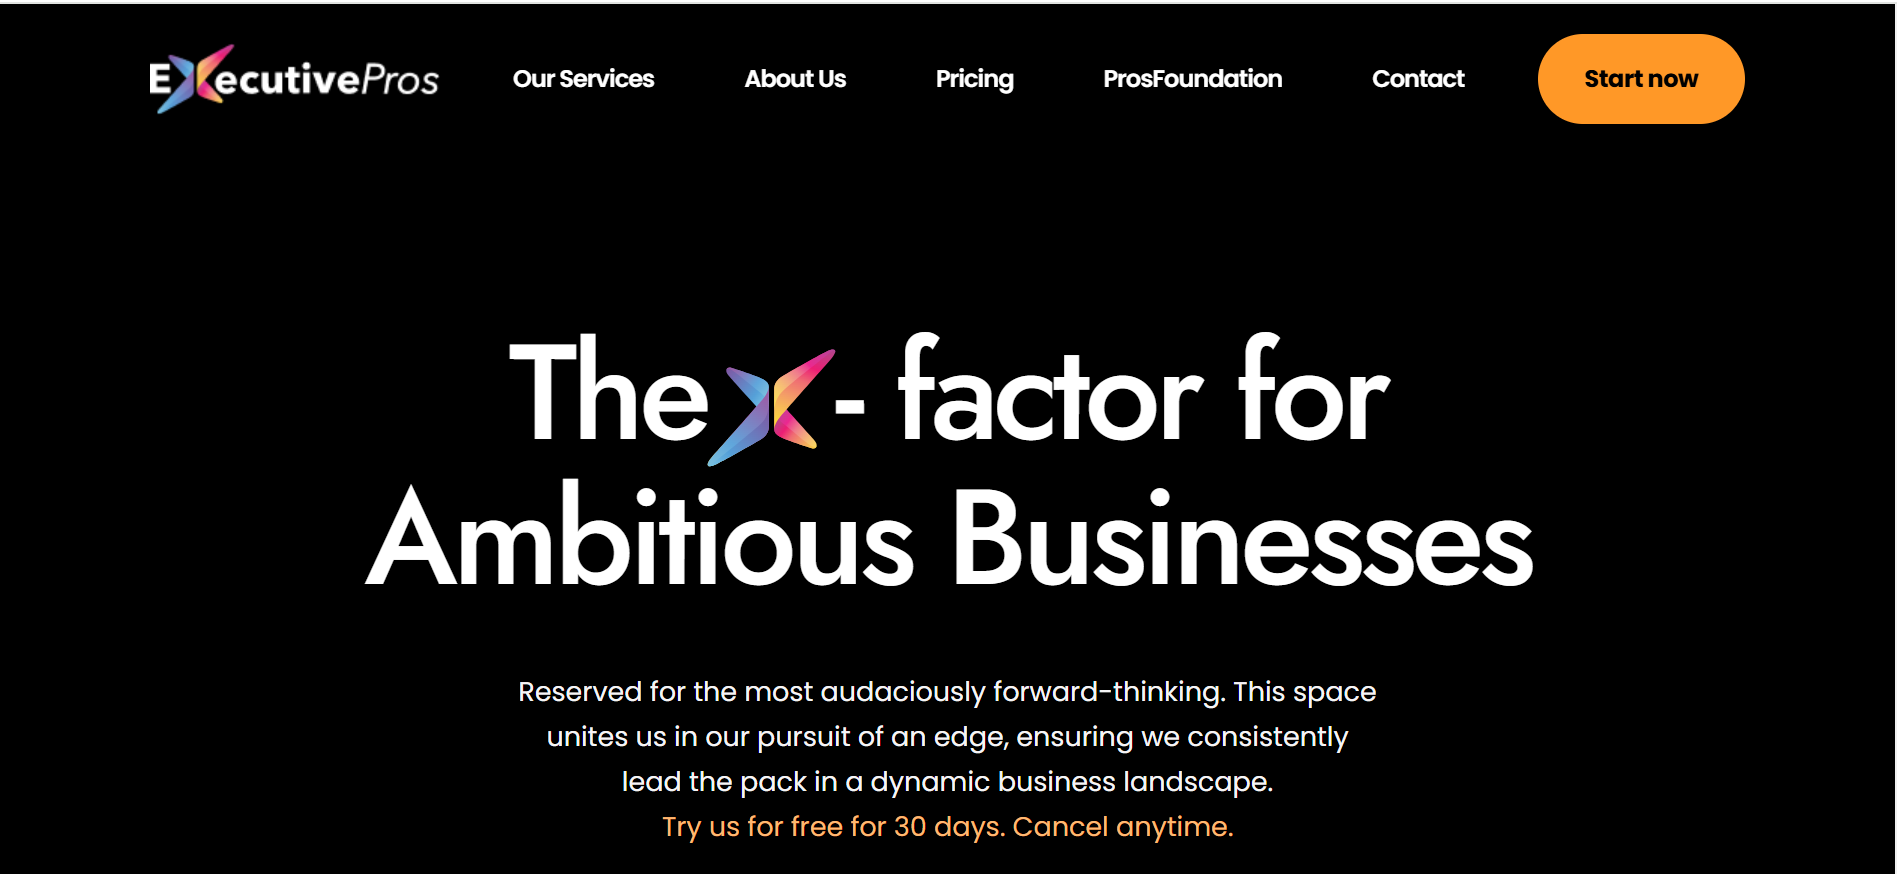 EXecutivePros
Our Services
About Us
Pricing
ProsFoundation
Contact
Start now
The X - factor for
Ambitious Businesses
Reserved for the most audaciously forward-thinking. This space
unites us in our pursuit of an edge, ensuring we consistently
lead the pack in a dynamic business landscape.
Try us for free for 30 days. Cancel anytime.